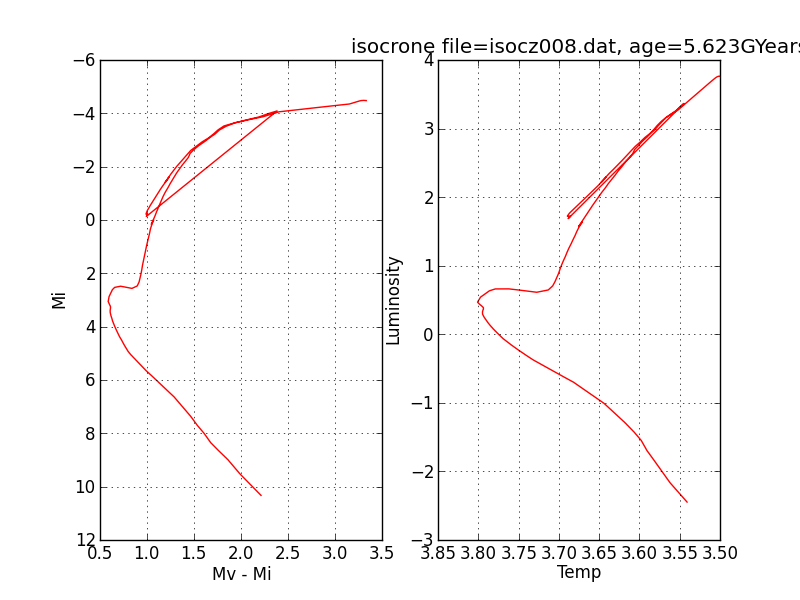 isocrone file=isocz008.dat, age=5.623GYears
−6
−4
−2
0
2
4
6
8
10
12
Mi
0.5 1.0 1.5 2.0 2.5 3.0 3.5
Mv - Mi
4
3
2
1
0
−1
−2
−3
Luminosity
3.85 3.80 3.75 3.70 3.65 3.60 3.55 3.50
Temp